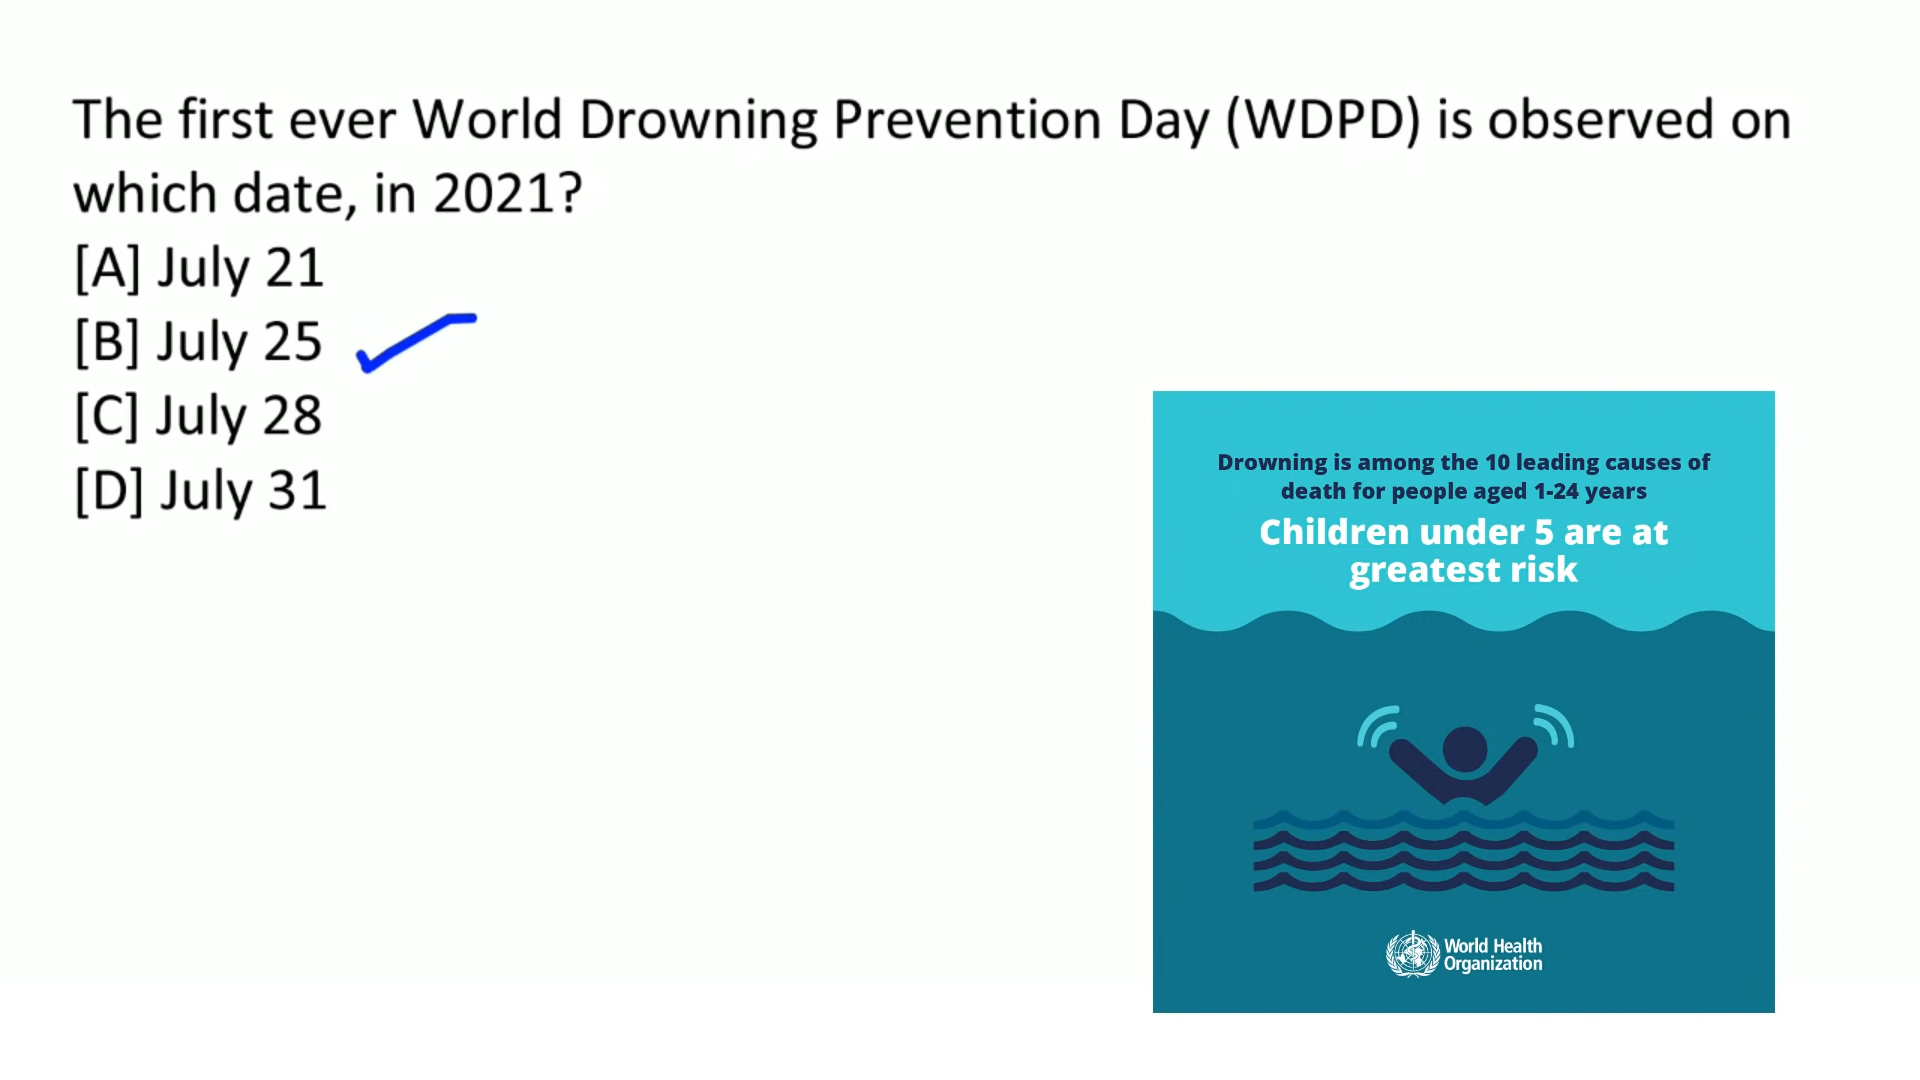 The first ever World Drowning Prevention Day (WDPD) is observed on
which date, in 2021?
[A] July 21
[B] July 25
[C] July 28
[D] July 31
Drowning is among the 10 leading causes of
death for people aged 1-24 years
Children under 5 are at
greatest risk
World Health
Organization